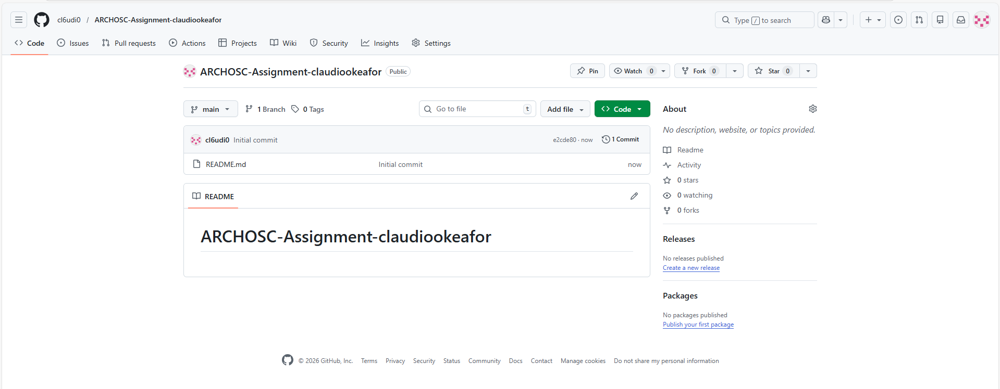 cl6udi0 / ARCHOSC-Assignment-claudiookeafor
Type / to search
Code Issues Pull requests Actions Projects Wiki Security Insights Settings
ARCHOSC-Assignment-claudiookeafor Public
Pin Watch 0 Fork 0 Star 0
main 1 Branch 0 Tags Go to file t Add file Code
cl6udi0 Initial commit e2cde80 · now 1 Commit
README.md Initial commit now
README
ARCHOSC-Assignment-claudiookeafor
About
No description, website, or topics provided.
Readme
Activity
0 stars
0 watching
0 forks
Releases
No releases published
Create a new release
Packages
No packages published
Publish your first package
© 2026 GitHub, Inc. Terms Privacy Security Status Community Docs Contact Manage cookies Do not share my personal information